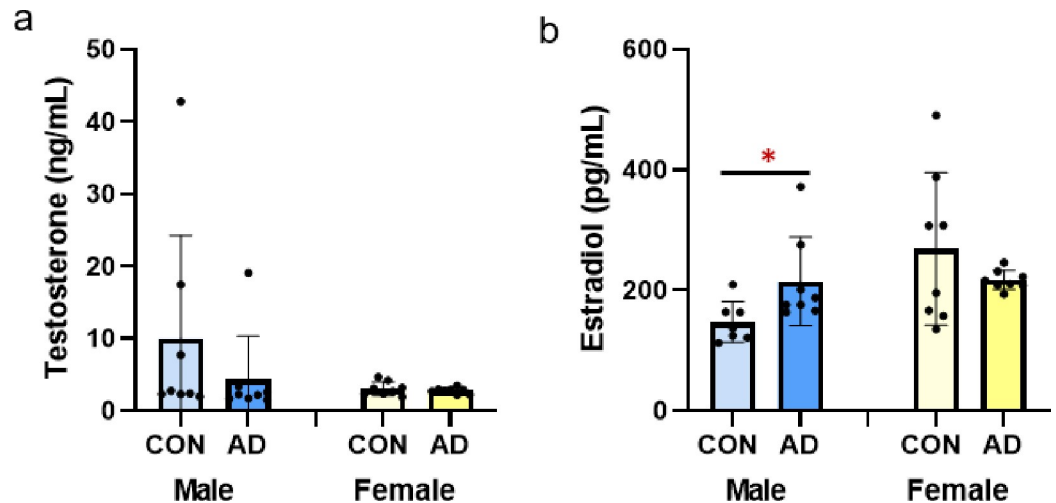 a
Testosterone (ng/mL)
50
40
30
20
10
0
CON AD
Male Female
CON AD
b
Estradiol (pg/mL)
600
400
200
0
*
CON AD
CON AD
Male Female